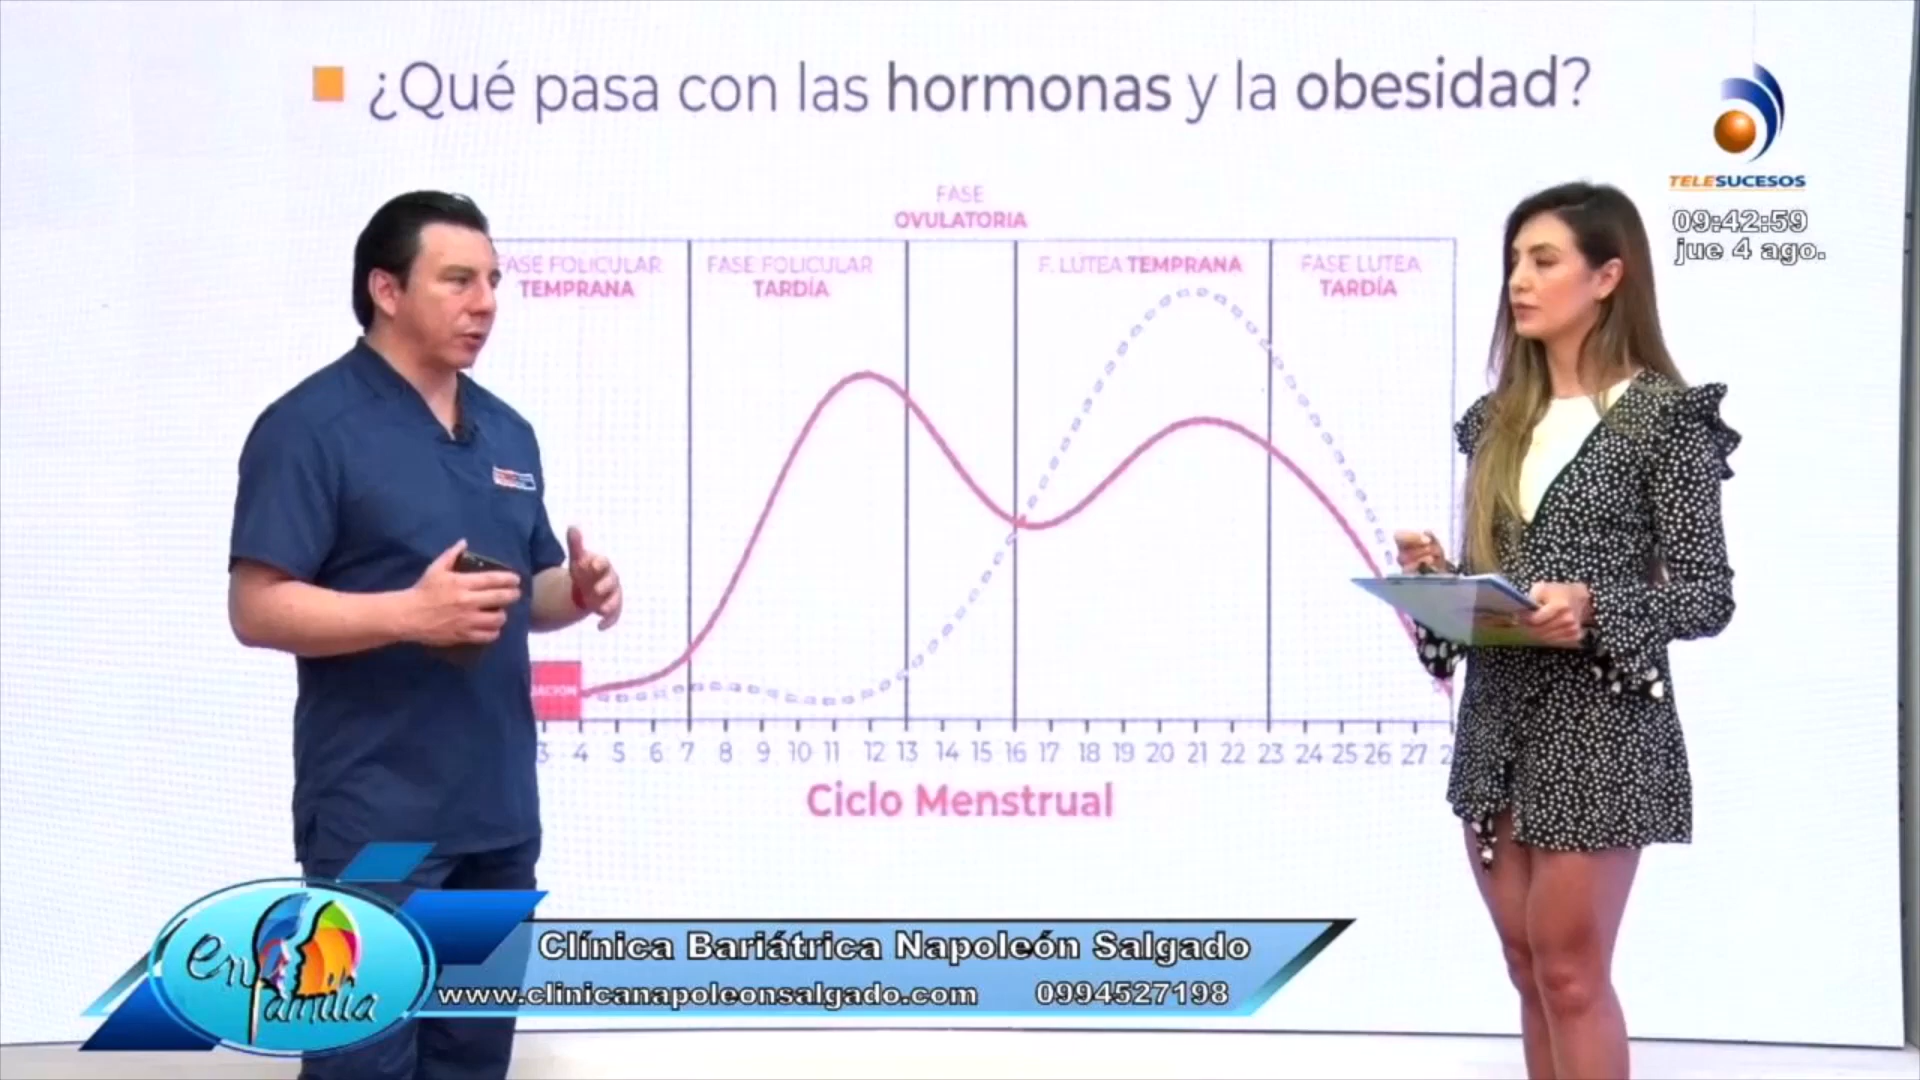 ¿Qué pasa con las hormonas y la obesidad?
TELESUCESOS
09:42:59
jue 4 ago.
FASE
OVULATORIA
FASE FOLICULAR
TEMPRANA
FASE FOLICULAR
TARDÍA
F. LUTEA TEMPRANA
FASE LUTEA
TARDÍA
3 4 5 6 7 8 9 10 11 12 13 14 15 16 17 18 19 20 21 22 23 24 25 26 27
Ciclo Menstrual
en familia
Clínica Bariátrica Napoleón Salgado
www.clinicanapoleonsalgado.com 0994527198